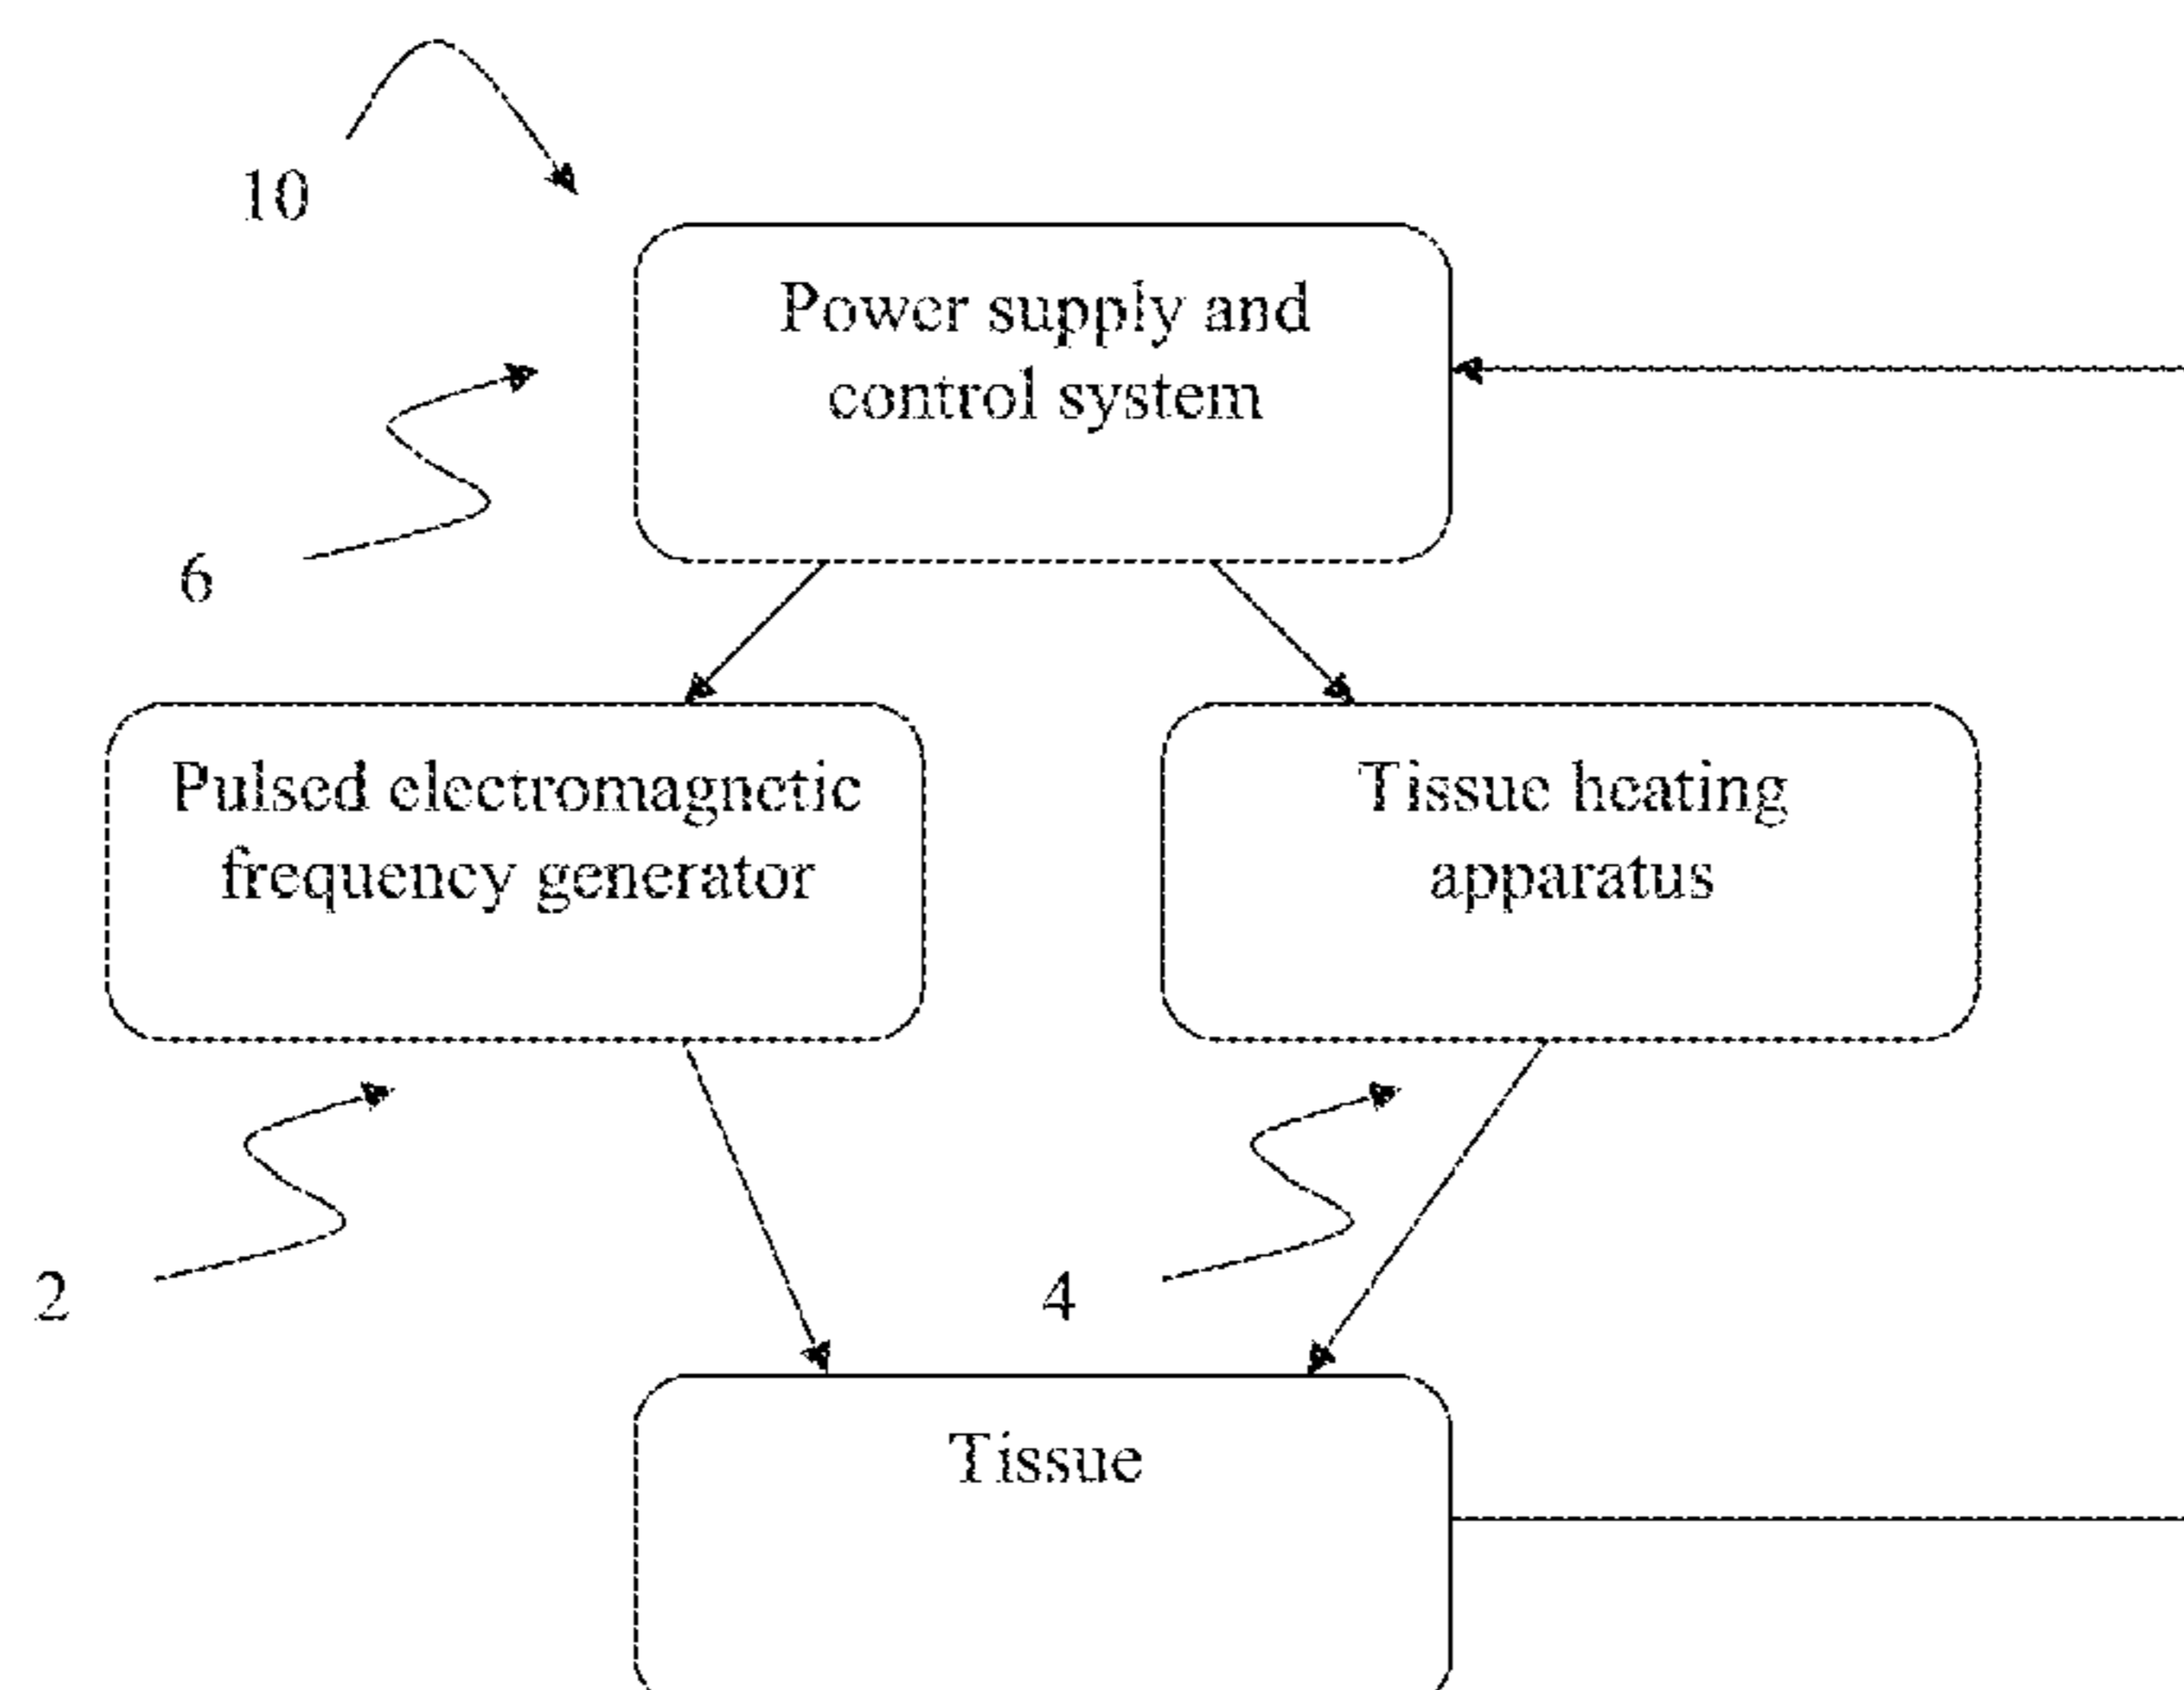 10
Power supply and
control system
6
Pulsed electromagnetic
frequency generator
Tissue heating
apparatus
2
4
Tissue